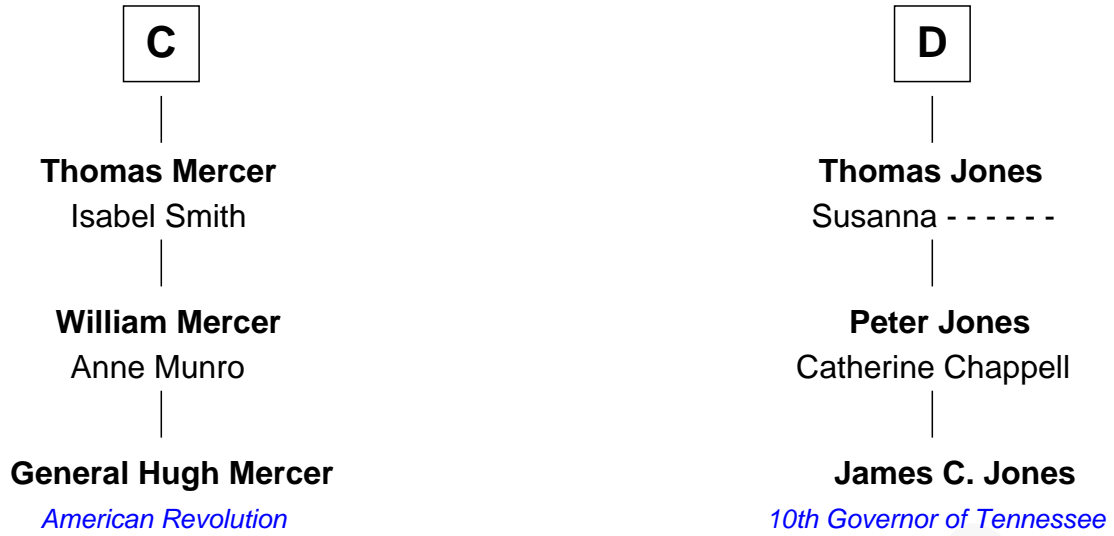 C
Thomas Mercer
Isabel Smith
William Mercer
Anne Munro
General Hugh Mercer
American Revolution
D
Thomas Jones
Susanna - - - - - -
Peter Jones
Catherine Chappell
James C. Jones
10th Governor of Tennessee